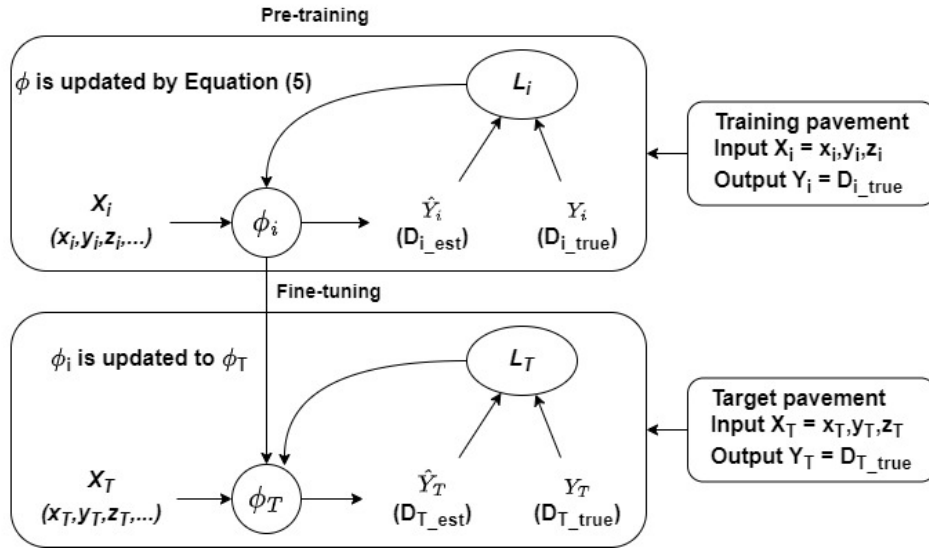 Pre-training
ϕ is updated by Equation (5)
L_i
Training pavement
Input X_i = x_i,y_i,z_i
Output Y_i = D_i_true
X_i
(x_i,y_i,z_i,...)
ϕ_i
Ŷ_i
(D_i_est)
Y_i
(D_i_true)
Fine-tuning
ϕ_i is updated to ϕ_T
L_T
Target pavement
Input X_T = x_T,y_T,z_T
Output Y_T = D_T_true
X_T
(x_T,y_T,z_T,...)
ϕ_T
Ŷ_T
(D_T_est)
Y_T
(D_T_true)